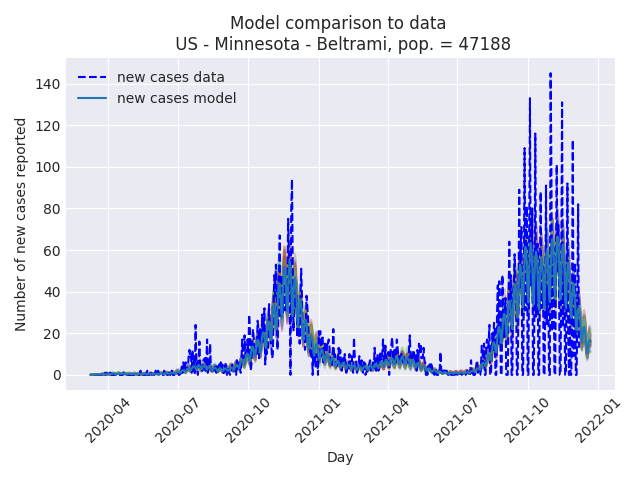 Model comparison to data
US - Minnesota - Beltrami, pop. = 47188
new cases data
new cases model
Number of new cases reported
140
120
100
80
60
40
20
0
2020-04
2020-07
2020-10
2021-01
2021-04
2021-07
2021-10
2022-01
Day